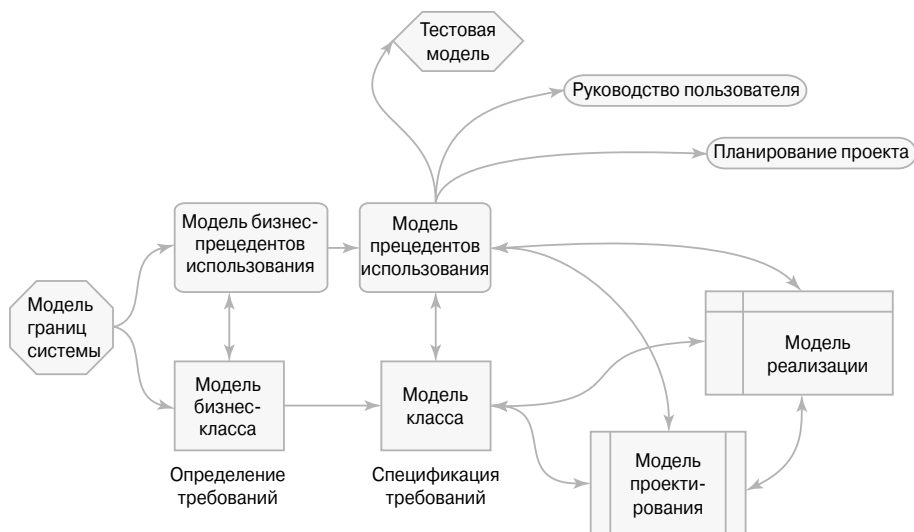 Тестовая
модель
Руководство пользователя
Планирование проекта
Модель бизнес-
прецедентов
использования
Модель
прецедентов
использования
Модель
границ
системы
Модель
реализации
Модель
бизнес-
класса
Модель
класса
Определение
требований
Спецификация
требований
Модель
проекти-
рования